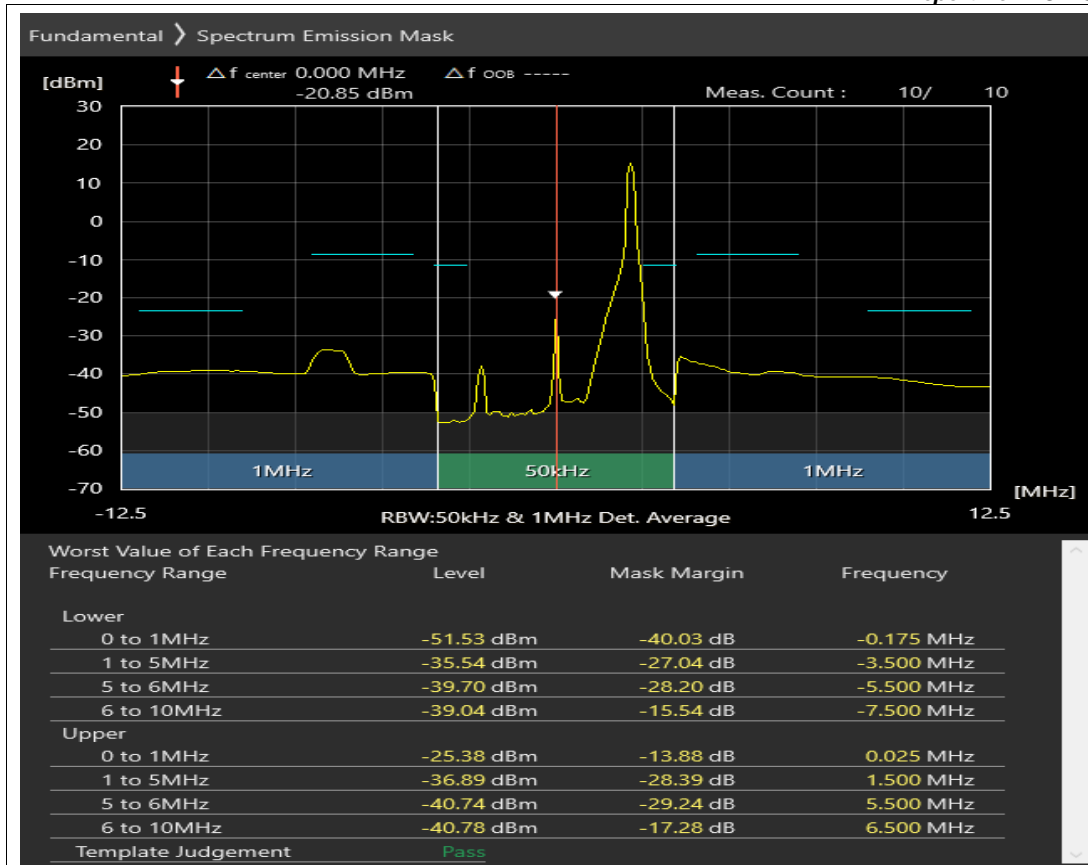 Fundamental 〉 Spectrum Emission Mask
[dBm] △ f center 0.000 MHz △ f OOB -----
-20.85 dBm Meas. Count : 10/ 10
30
20
10
0
-10
-20
-30
-40
-50
-60
1MHz 50kHz 1MHz
-70
[MHz]
-12.5 RBW:50kHz & 1MHz Det. Average 12.5
Worst Value of Each Frequency Range
Frequency Range Level Mask Margin Frequency
Lower
0 to 1MHz -51.53 dBm -40.03 dB -0.175 MHz
1 to 5MHz -35.54 dBm -27.04 dB -3.500 MHz
5 to 6MHz -39.70 dBm -28.20 dB -5.500 MHz
6 to 10MHz -39.04 dBm -15.54 dB -7.500 MHz
Upper
0 to 1MHz -25.38 dBm -13.88 dB 0.025 MHz
1 to 5MHz -36.89 dBm -28.39 dB 1.500 MHz
5 to 6MHz -40.74 dBm -29.24 dB 5.500 MHz
6 to 10MHz -40.78 dBm -17.28 dB 6.500 MHz
Template Judgement Pass